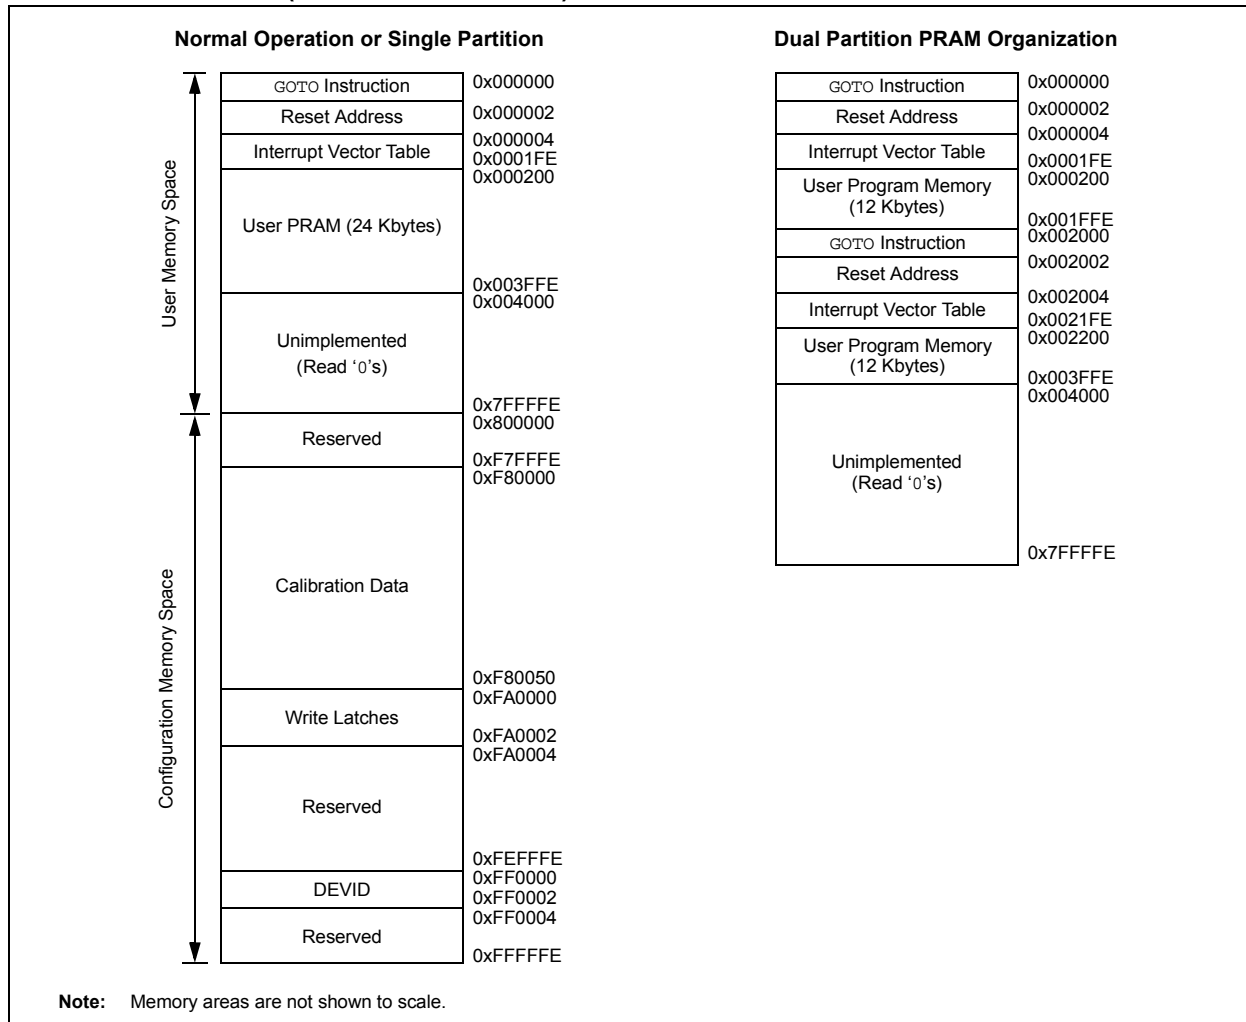 Normal Operation or Single Partition
GOTO Instruction
0x000000
Reset Address
0x000002
Interrupt Vector Table
0x000004
0x0001FE
User PRAM (24 Kbytes)
0x000200
0x003FFE
Unimplemented
(Read ‘0’s)
0x004000
0x7FFFFE
Reserved
0x800000
0xF7FFFE
Calibration Data
0xF80000
0xF80050
Write Latches
0xFA0000
0xFA0002
Reserved
0xFA0004
0xFEFFFE
DEVID
0xFF0000
0xFF0002
Reserved
0xFF0004
0xFFFFFE
User Memory Space
Configuration Memory Space
Dual Partition PRAM Organization
GOTO Instruction
0x000000
Reset Address
0x000002
Interrupt Vector Table
0x000004
0x0001FE
User Program Memory
(12 Kbytes)
0x000200
0x001FFE
GOTO Instruction
0x002000
Reset Address
0x002002
Interrupt Vector Table
0x002004
0x0021FE
User Program Memory
(12 Kbytes)
0x002200
0x003FFE
Unimplemented
(Read ‘0’s)
0x004000
0x7FFFFE
Note: Memory areas are not shown to scale.